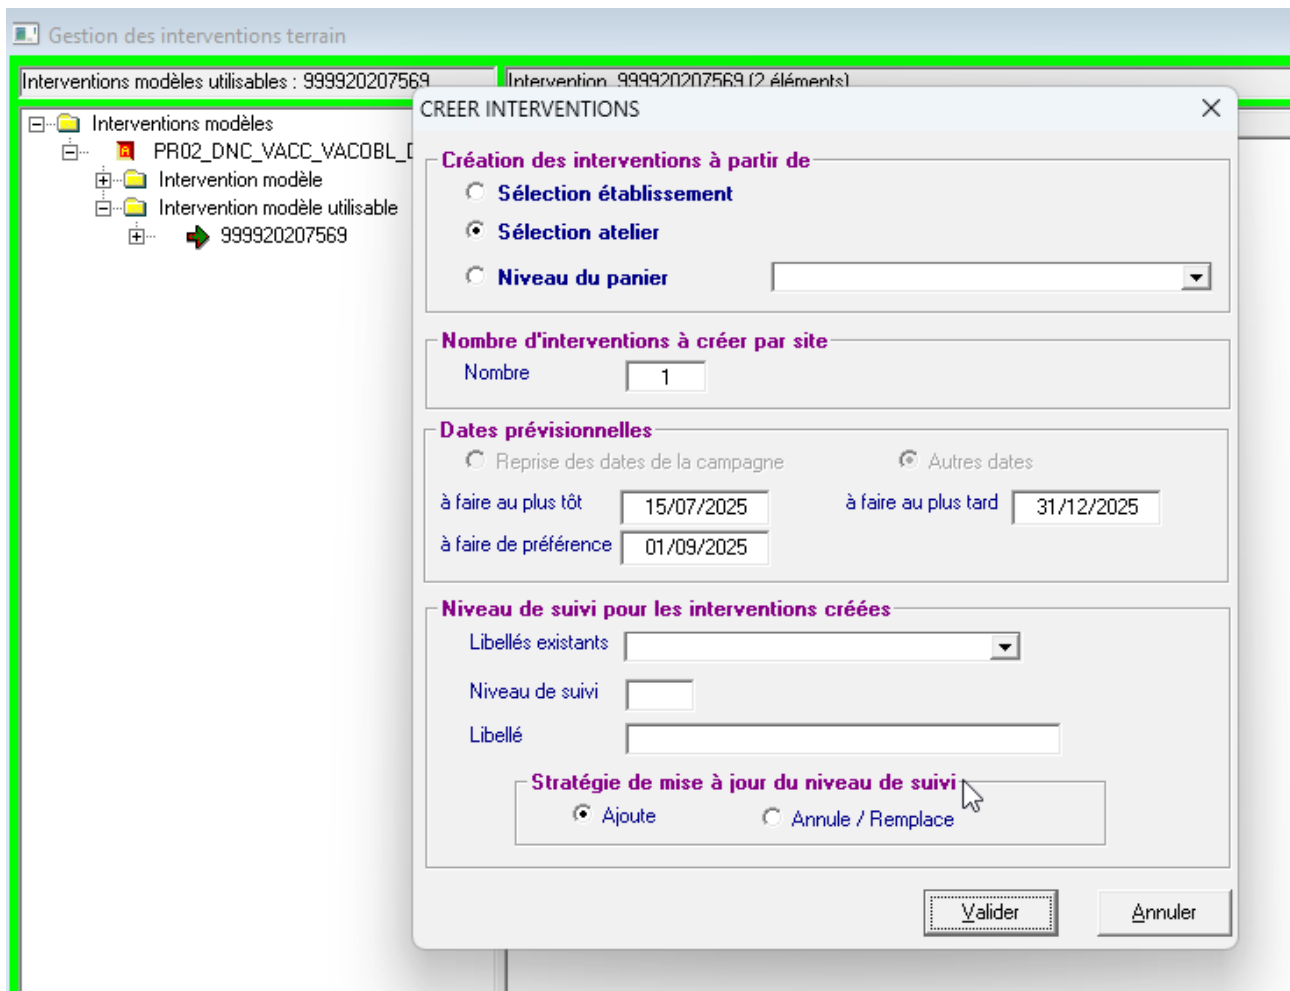 Gestion des interventions terrain
Interventions modèles utilisables : 999920207569
Intervention 999920207569 (2 éléments)
Interventions modèles
PR02_DNC_VACC_VACOBL_
Intervention modèle
Intervention modèle utilisable
999920207569
CREER INTERVENTIONS
Création des interventions à partir de
Sélection établissement
Sélection atelier
Niveau du panier
Nombre d'interventions à créer par site
Nombre 1
Dates prévisionnelles
Reprise des dates de la campagne Autres dates
à faire au plus tôt 15/07/2025 à faire au plus tard 31/12/2025
à faire de préférence 01/09/2025
Niveau de suivi pour les interventions créées
Libellés existants
Niveau de suivi
Libellé
Stratégie de mise à jour du niveau de suivi
Ajoute Annule / Remplace
Valider Annuler